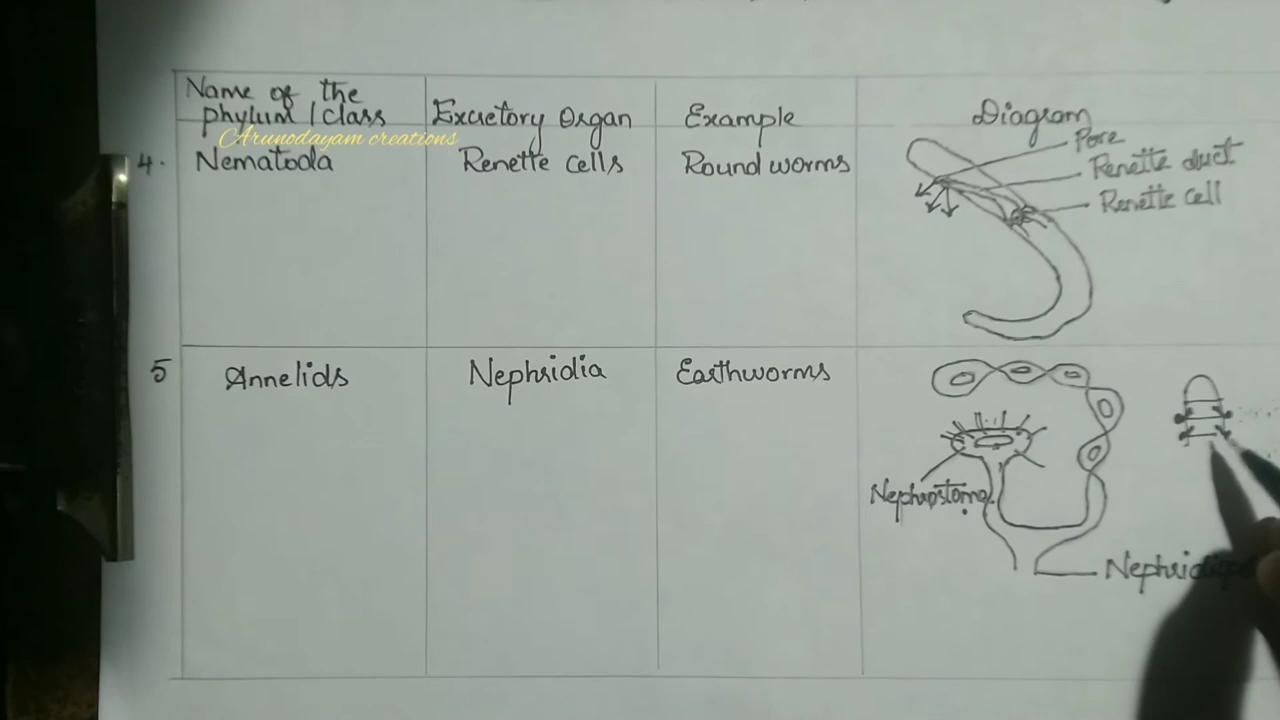 Name of the
phylum / class
Excretory Organ
Example
Diagram
Arunodayam creations
4. Nematoda
Renette cells
Round worms
Pore
Renette duct
Renette cell
5 Annelids
Nephridia
Earthworms
Nephrostome